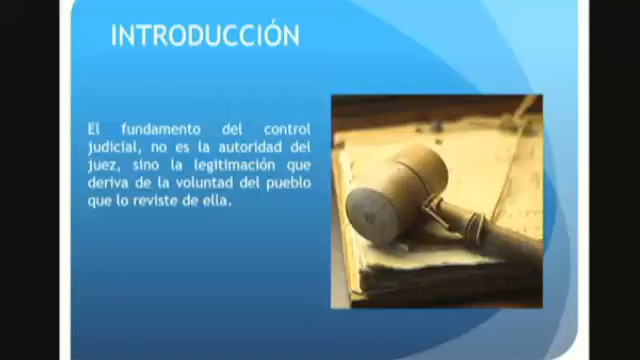 INTRODUCCIÓN
El fundamento del control
judicial, no es la autoridad del
juez, sino la legitimación que
deriva de la voluntad del pueblo
que lo reviste de ella.